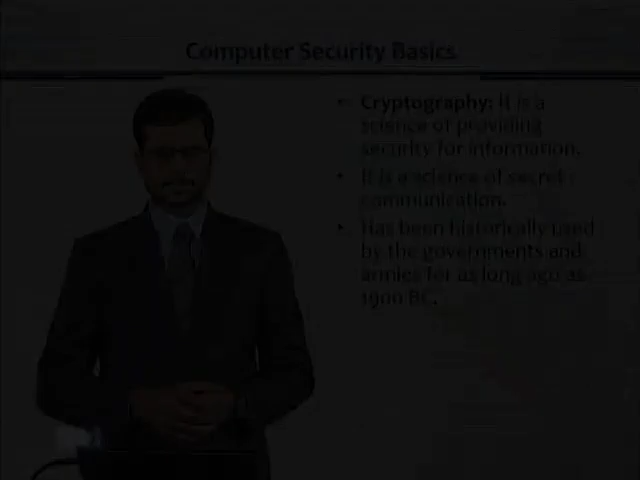 Computer Security Basics
• Cryptography: It is a
science of providing
security for information.
• It is a science of secret
communication.
• Has been historically used
by the governments and
armies for as long ago as
1900 BC.